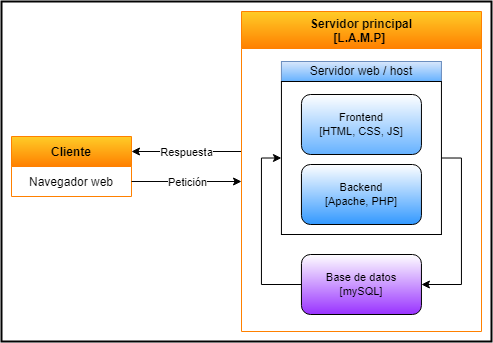 Servidor principal
[L.A.M.P]
Servidor web / host
Frontend
[HTML, CSS, JS]
Cliente
Respuesta
Navegador web
Petición
Backend
[Apache, PHP]
Base de datos
[mySQL]